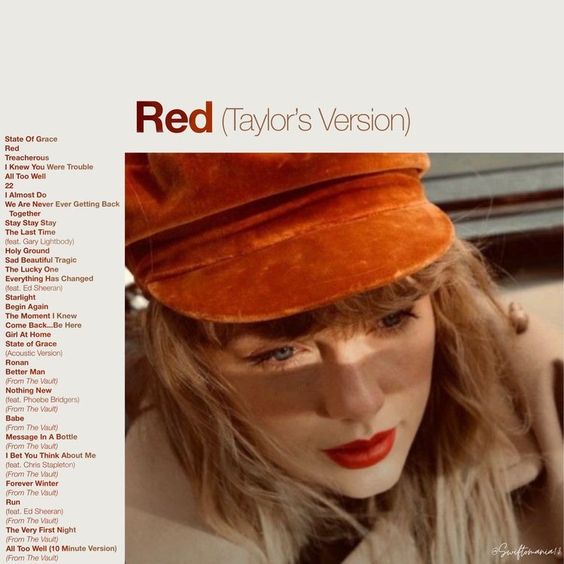 Red (Taylor's Version)
State Of Grace
Red
Treacherous
I Knew You Were Trouble
All Too Well
22
I Almost Do
We Are Never Ever Getting Back
Together
Stay Stay Stay
The Last Time
(feat. Gary Lightbody)
Holy Ground
Sad Beautiful Tragic
The Lucky One
Everything Has Changed
(feat. Ed Sheeran)
Starlight
Begin Again
The Moment I Knew
Come Back...Be Here
Girl At Home
State of Grace
(Acoustic Version)
Ronan
Better Man
(From The Vault)
Nothing New
(feat. Phoebe Bridgers)
(From The Vault)
Babe
(From The Vault)
Message In A Bottle
(From The Vault)
I Bet You Think About Me
(feat. Chris Stapleton)
(From The Vault)
Forever Winter
(From The Vault)
Run
(feat. Ed Sheeran)
(From The Vault)
The Very First Night
(From The Vault)
All Too Well (10 Minute Version)
(From The Vault)
@Swiftomania13